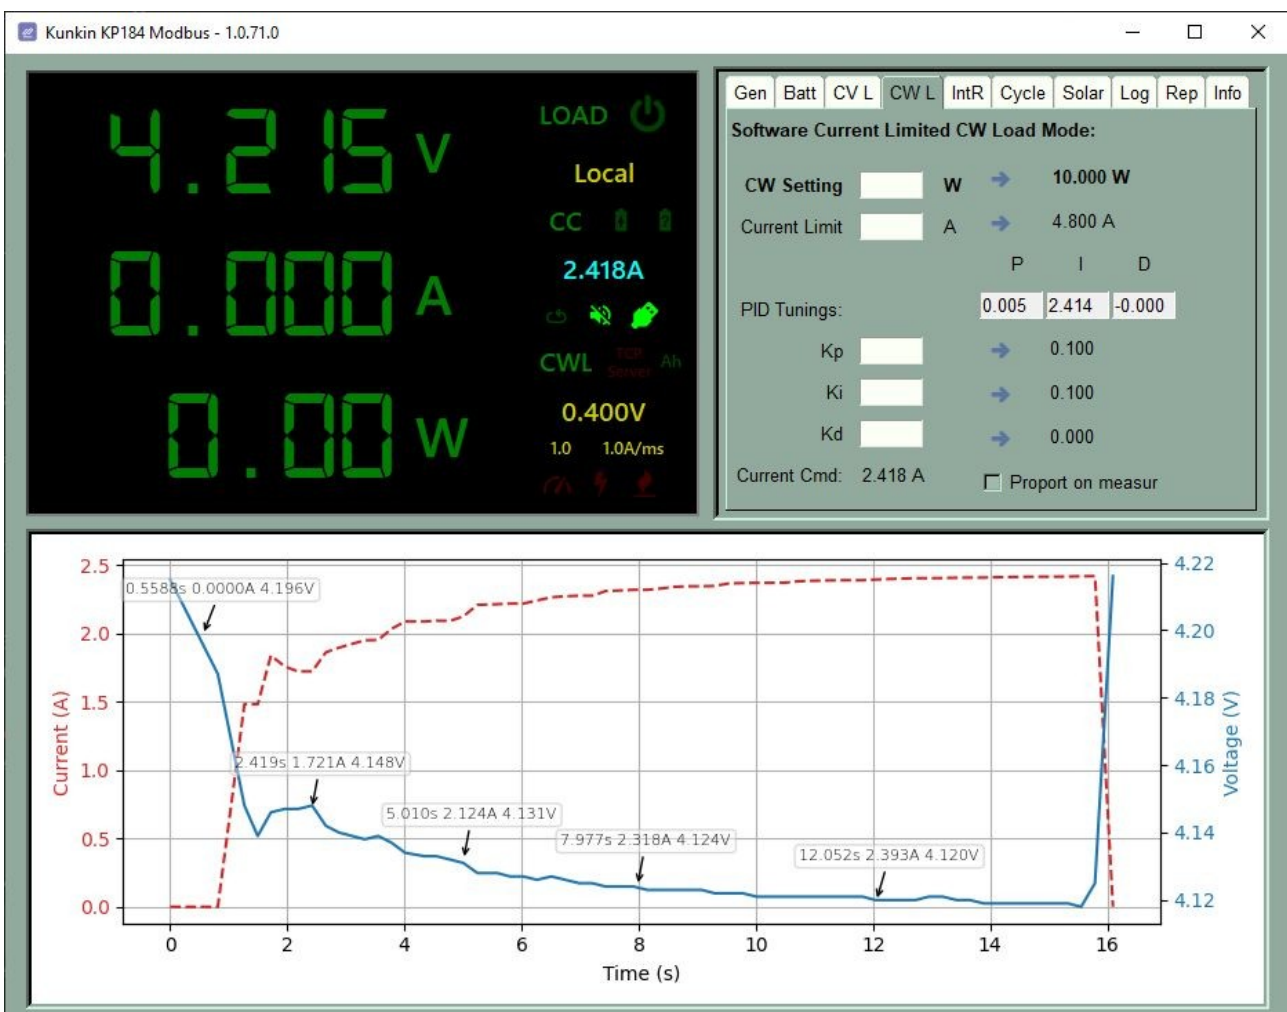 Kunkin KP184 Modbus - 1.0.71.0
4.215 V
0.000 A
0.00 W
LOAD
Local
CC
2.418A
CWL TCP Server Ah
0.400V
1.0 1.0A/ms
Gen Batt CV L CW L IntR Cycle Solar Log Rep Info
Software Current Limited CW Load Mode:
CW Setting W 10.000 W
Current Limit A 4.800 A
P I D
PID Tunings: 0.005 2.414 -0.000
Kp 0.100
Ki 0.100
Kd 0.000
Current Cmd: 2.418 A Proport on measur
0.5588s 0.0000A 4.196V
2.419s 1.721A 4.148V
5.010s 2.124A 4.131V
7.977s 2.318A 4.124V
12.052s 2.393A 4.120V
Current (A)
2.5
2.0
1.5
1.0
0.5
0.0
Voltage (V)
4.22
4.20
4.18
4.16
4.14
4.12
0 2 4 6 8 10 12 14 16
Time (s)